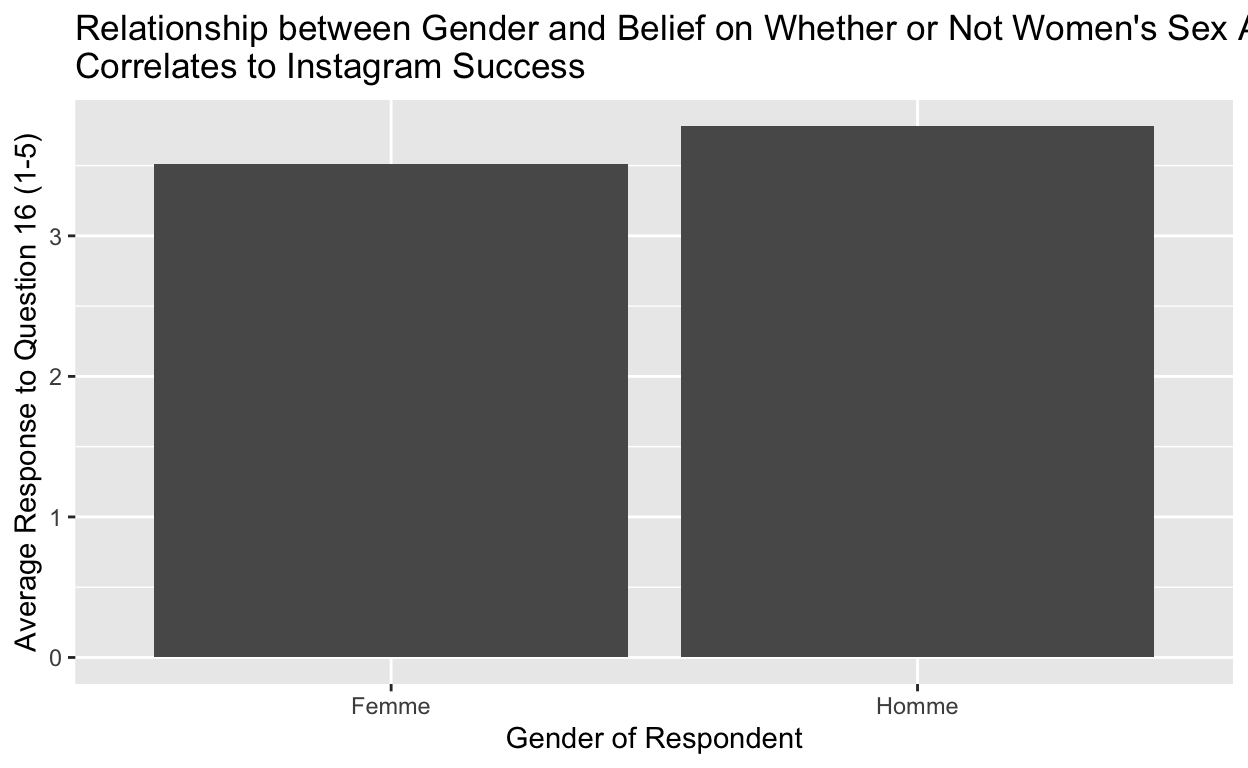 Relationship between Gender and Belief on Whether or Not Women's Sex
Correlates to Instagram Success
Average Response to Question 16 (1-5)
3
2
1
0
Femme
Homme
Gender of Respondent